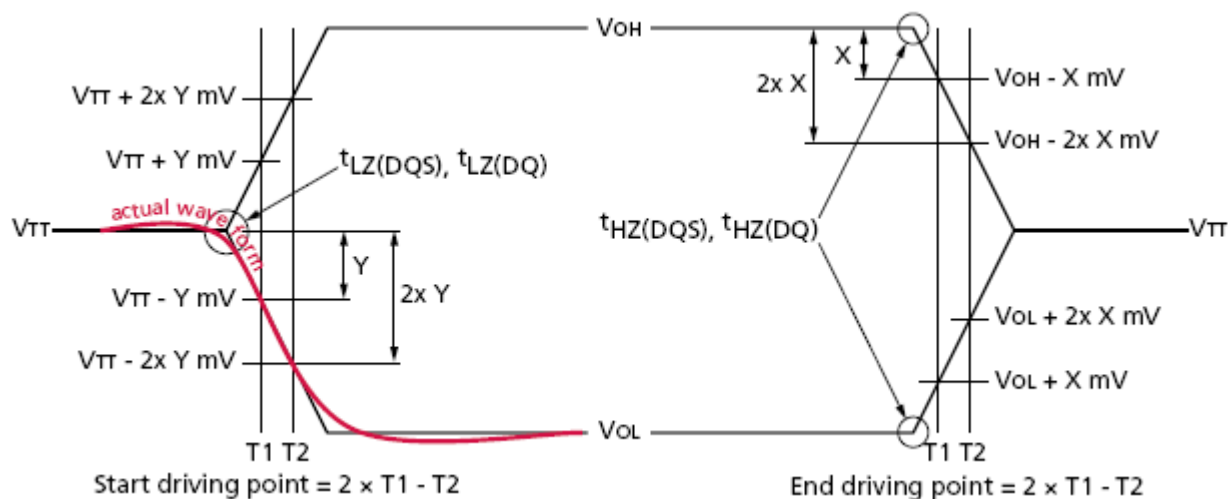 VOH
X
2x X
VOH - X mV
VOH - 2x X mV
VTT + 2x Y mV
VTT + Y mV
tLZ(DQS), tLZ(DQ)
actual wave form
VTT
Y
2x Y
tHZ(DQS), tHZ(DQ)
VTT
VTT - Y mV
VTT - 2x Y mV
VOL + 2x X mV
VOL + X mV
VOL
T1 T2
T1 T2
Start driving point = 2 × T1 - T2
End driving point = 2 × T1 - T2